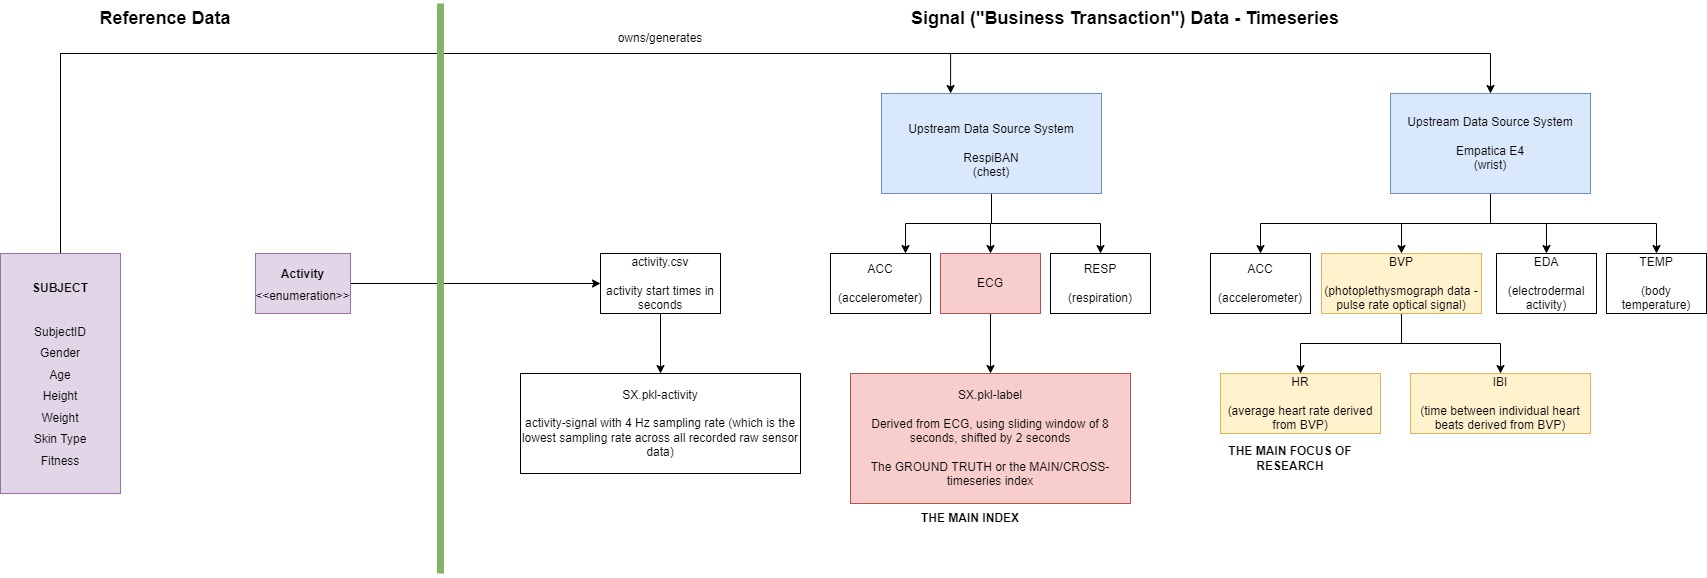 Reference Data
Signal ("Business Transaction") Data - Timeseries
owns/generates
Upstream Data Source System
RespiBAN
(chest)
Upstream Data Source System
Empatica E4
(wrist)
SUBJECT
SubjectID
Gender
Age
Height
Weight
Skin Type
Fitness
Activity
<<enumeration>>
activity.csv
activity start times in
seconds
ACC
(accelerometer)
ECG
RESP
(respiration)
ACC
(accelerometer)
BVP
(photoplethysmograph data -
pulse rate optical signal)
EDA
(electrodermal
activity)
TEMP
(body
temperature)
SX.pkl-activity
activity-signal with 4 Hz sampling rate (which is the
lowest sampling rate across all recorded raw sensor
data)
SX.pkl-label
Derived from ECG, using sliding window of 8
seconds, shifted by 2 seconds
The GROUND TRUTH or the MAIN/CROSS-
timeseries index
THE MAIN INDEX
HR
(average heart rate derived
from BVP)
IBI
(time between individual heart
beats derived from BVP)
THE MAIN FOCUS OF
RESEARCH